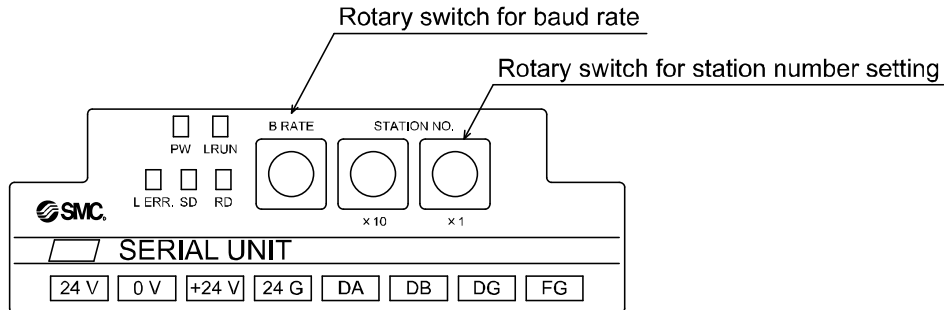 Rotary switch for baud rate
Rotary switch for station number setting
B RATE STATION NO.
PW LRUN
L ERR. SD RD
×10 ×1
SMC
SERIAL UNIT
24 V 0 V +24 V 24 G DA DB DG FG